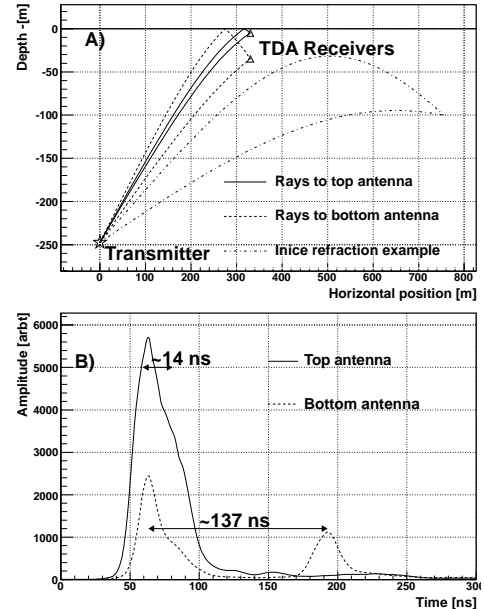 Depth -[m]
A)
TDA Receivers
0
-50
-100
-150
-200
-250
Rays to top antenna
Rays to bottom antenna
Inice refraction example
Transmitter
0 100 200 300 400 500 600 700 800
Horizontal position [m]
Amplitude [arbt]
6000
5000
4000
3000
2000
1000
0
B)
~14 ns
Top antenna
Bottom antenna
~137 ns
0 50 100 150 200 250 300
Time [ns]